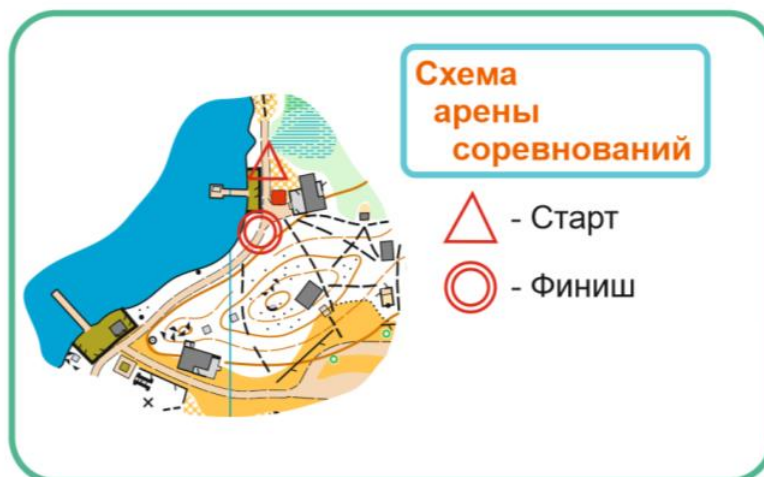 Схема
арены
соревнований
- Старт
- Финиш